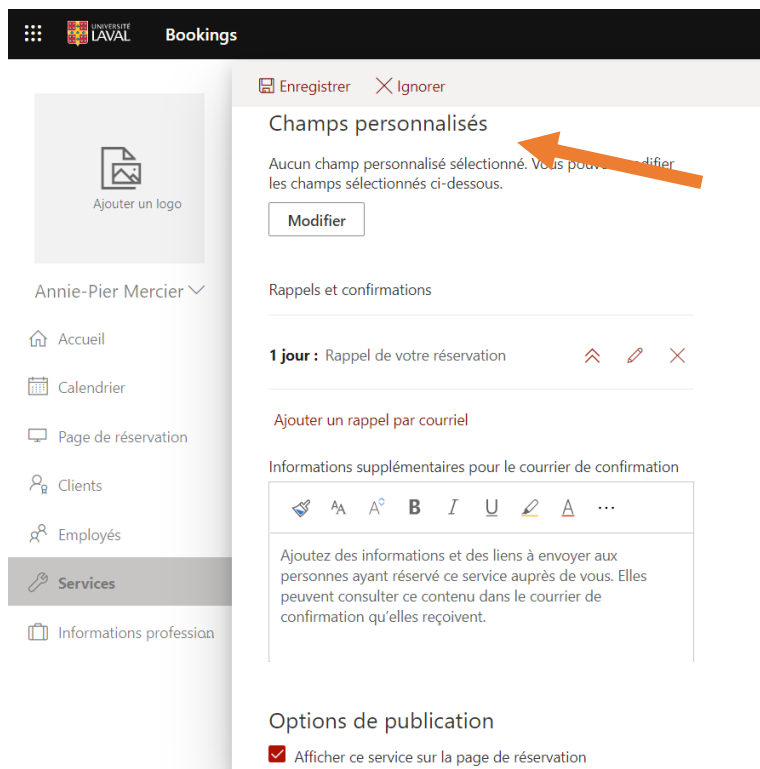 UNIVERSITÉ
LAVAL
Bookings
Enregistrer
Ignorer
Ajouter un logo
Annie-Pier Mercier
Accueil
Calendrier
Page de réservation
Clients
Employés
Services
Informations profession
Champs personnalisés
Aucun champ personnalisé sélectionné. Vous
les champs sélectionnés ci-dessous.
Modifier
Rappels et confirmations
1 jour : Rappel de votre réservation
Ajouter un rappel par courriel
Informations supplémentaires pour le courrier de confirmation
B I U A
Ajoutez des informations et des liens à envoyer aux
personnes ayant réservé ce service auprès de vous. Elles
peuvent consulter ce contenu dans le courrier de
confirmation qu'elles reçoivent.
Options de publication
Afficher ce service sur la page de réservation